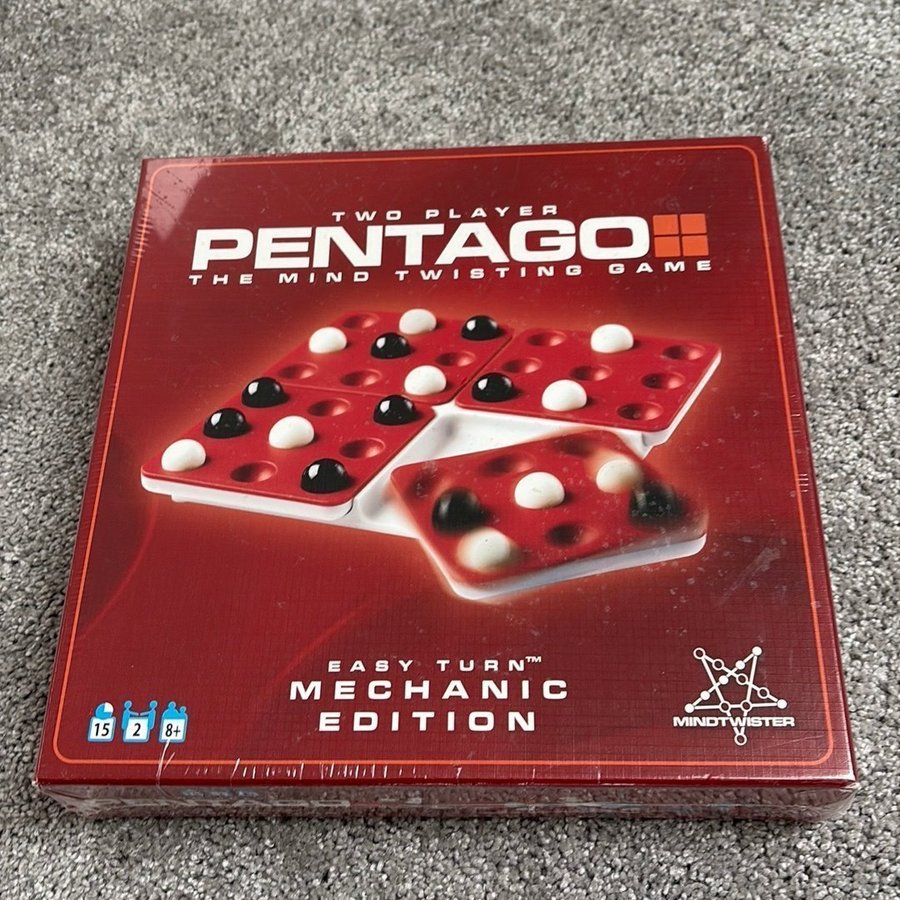 TWO PLAYER
PENTAGO
THE MIND TWISTING GAME
EASY TURN™
MECHANIC
EDITION
15 2 8+
MINDTWISTER